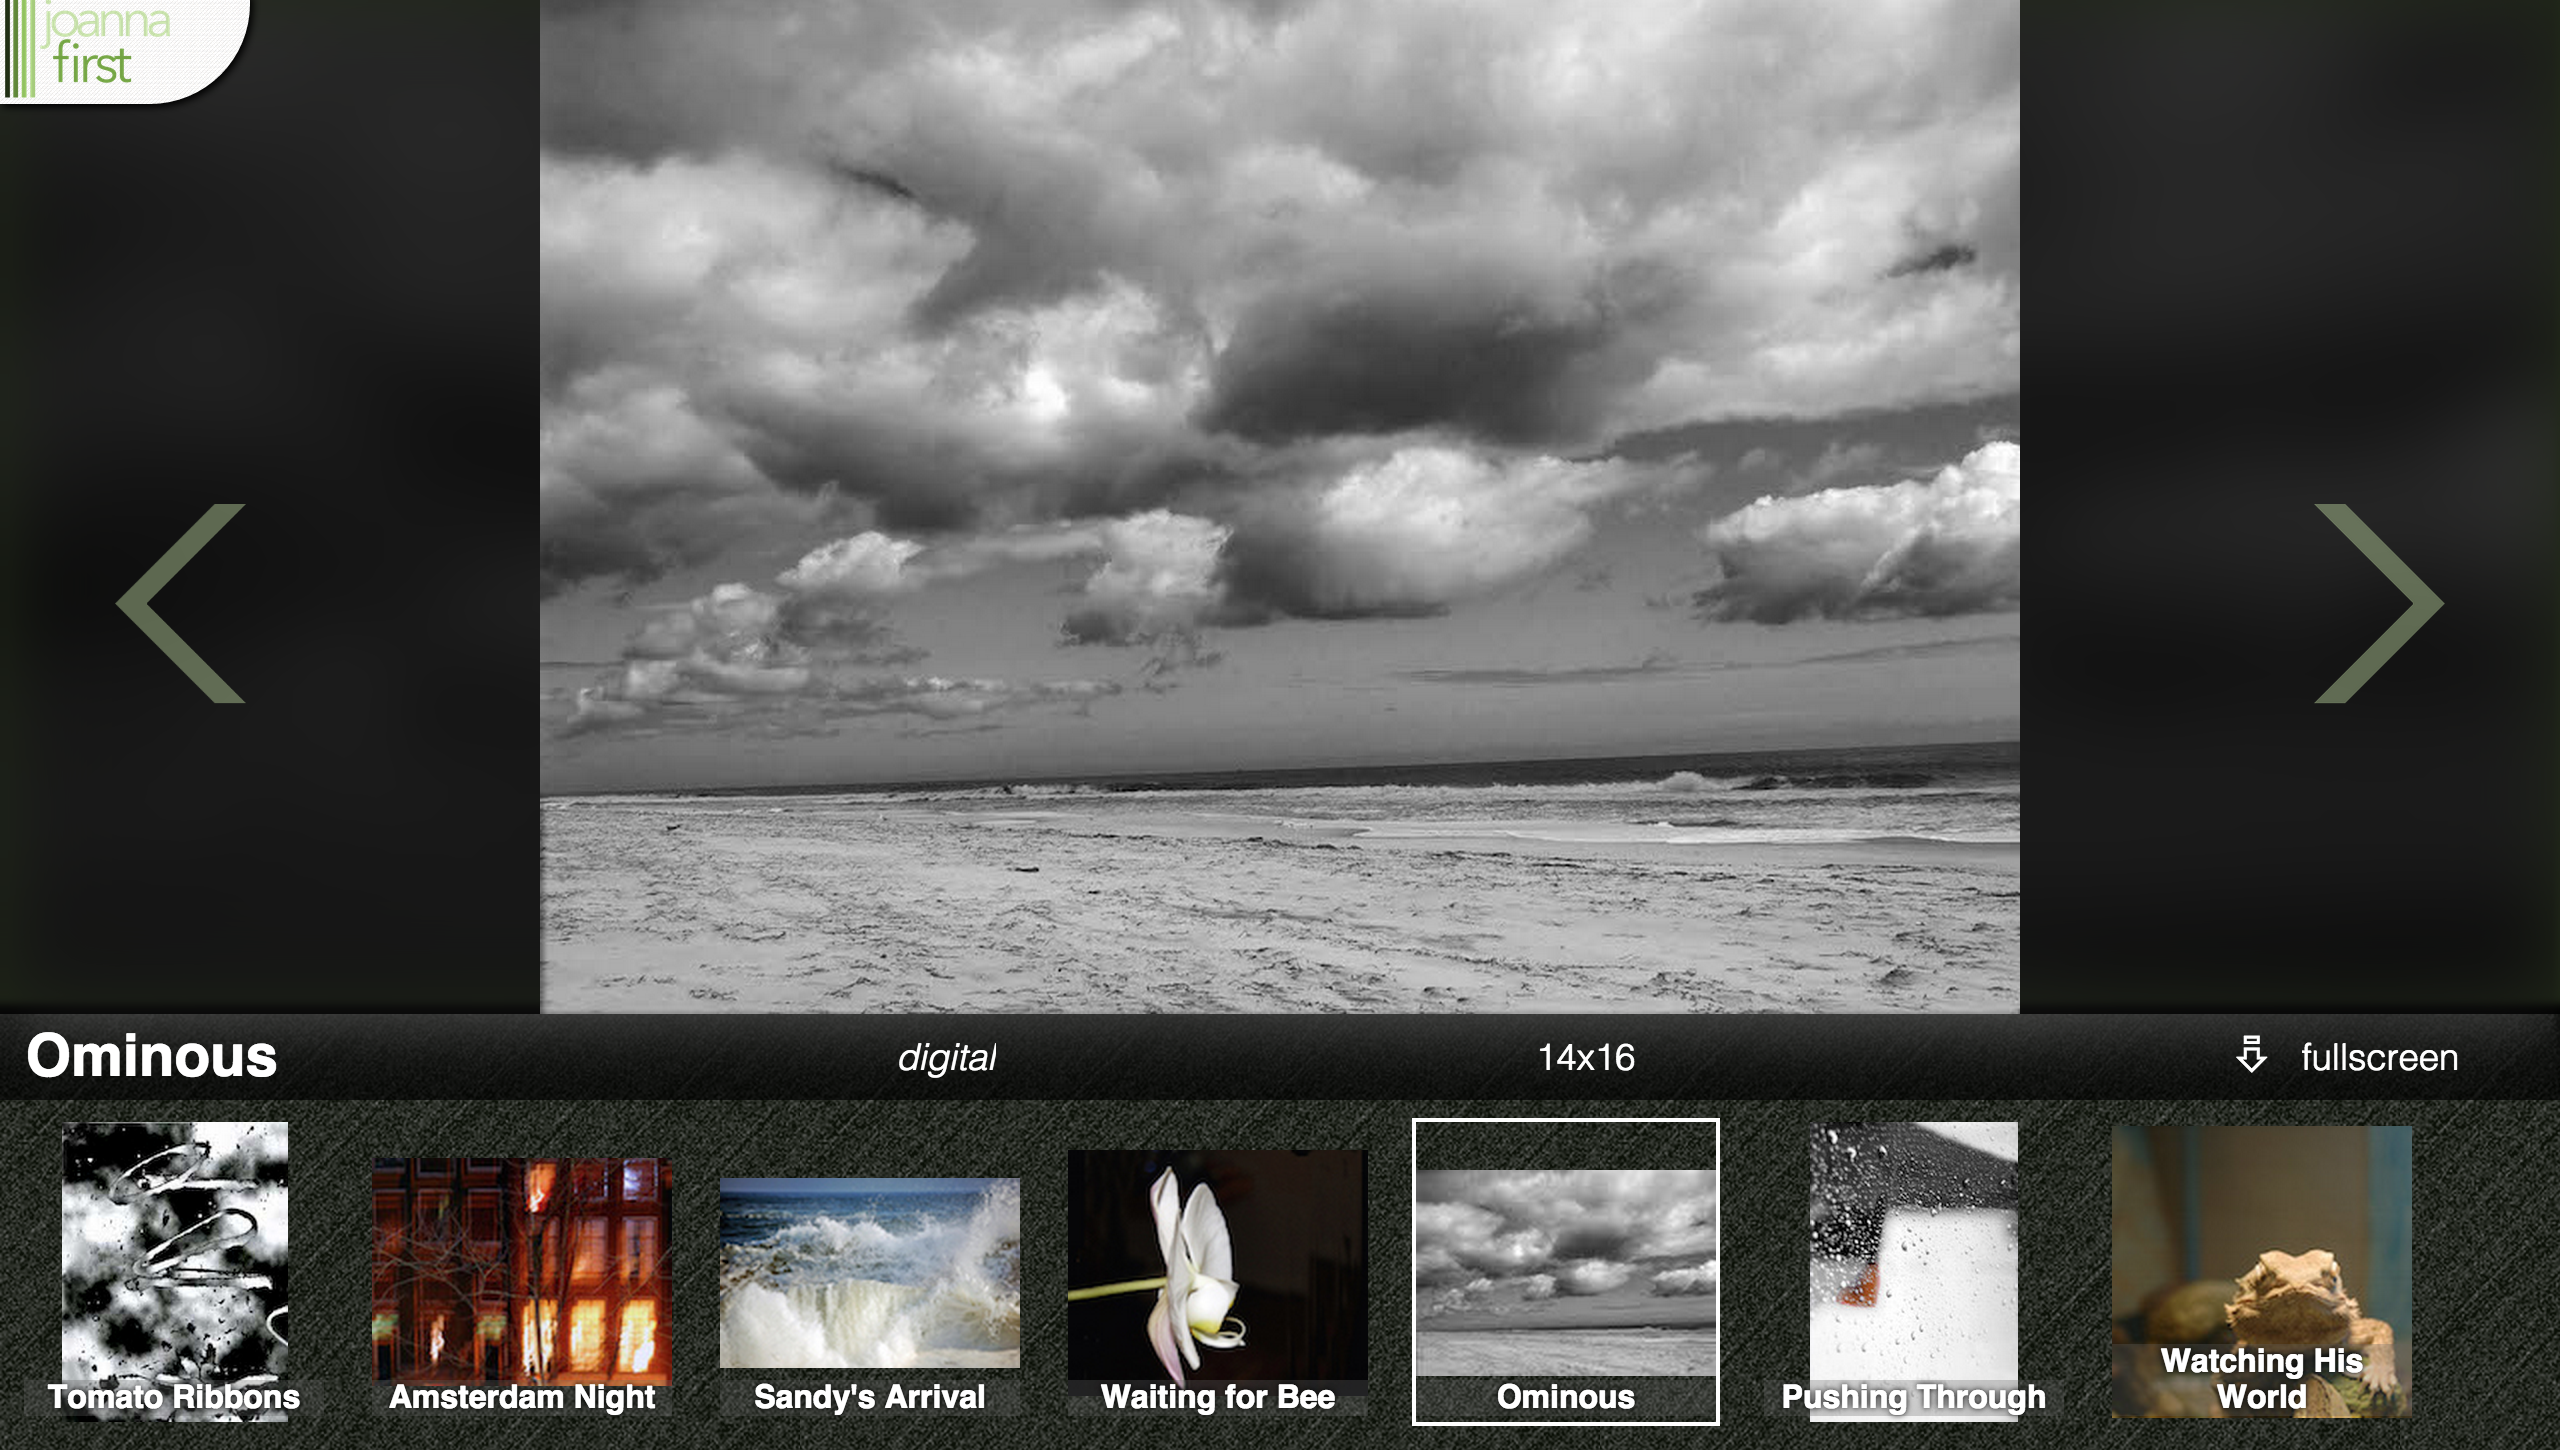 joanna
first
Ominous
digital
14x16
fullscreen
Tomato Ribbons
Amsterdam Night
Sandy's Arrival
Waiting for Bee
Ominous
Pushing Through
Watching His
World